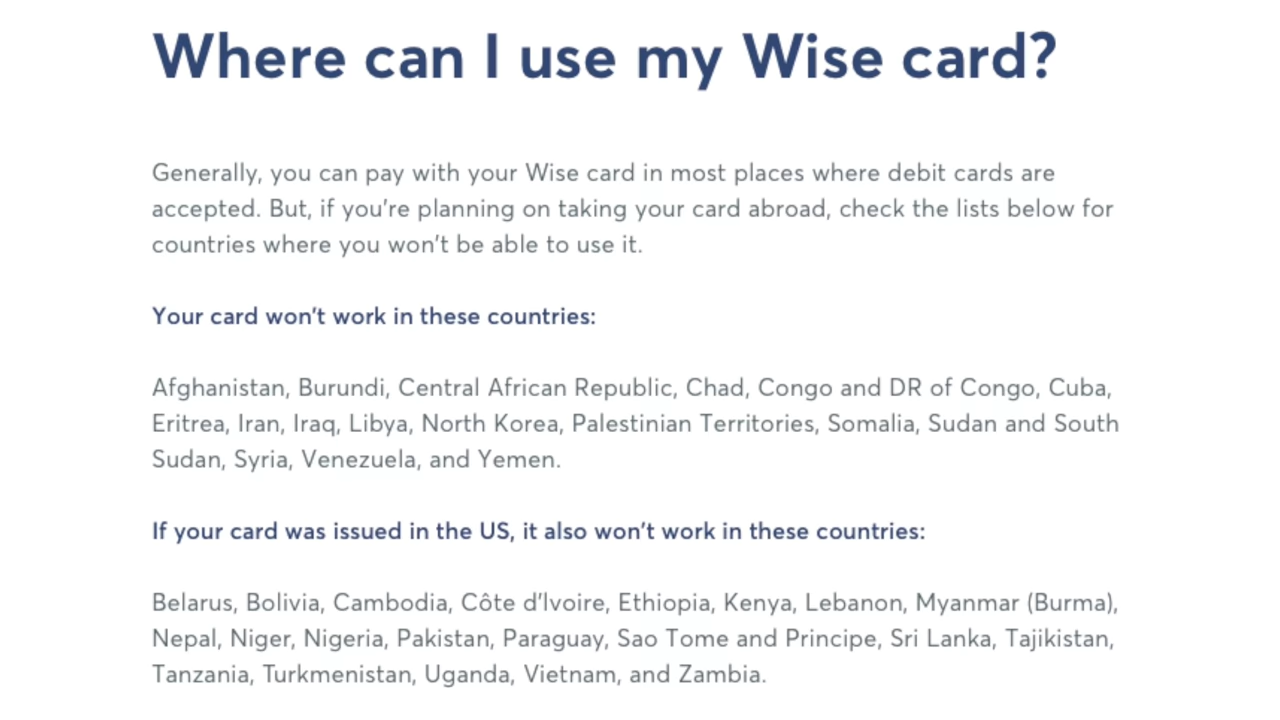 Where can I use my Wise card?
Generally, you can pay with your Wise card in most places where debit cards are
accepted. But, if you’re planning on taking your card abroad, check the lists below for
countries where you won’t be able to use it.
Your card won’t work in these countries:
Afghanistan, Burundi, Central African Republic, Chad, Congo and DR of Congo, Cuba,
Eritrea, Iran, Iraq, Libya, North Korea, Palestinian Territories, Somalia, Sudan and South
Sudan, Syria, Venezuela, and Yemen.
If your card was issued in the US, it also won’t work in these countries:
Belarus, Bolivia, Cambodia, Côte d’Ivoire, Ethiopia, Kenya, Lebanon, Myanmar (Burma),
Nepal, Niger, Nigeria, Pakistan, Paraguay, Sao Tome and Principe, Sri Lanka, Tajikistan,
Tanzania, Turkmenistan, Uganda, Vietnam, and Zambia.